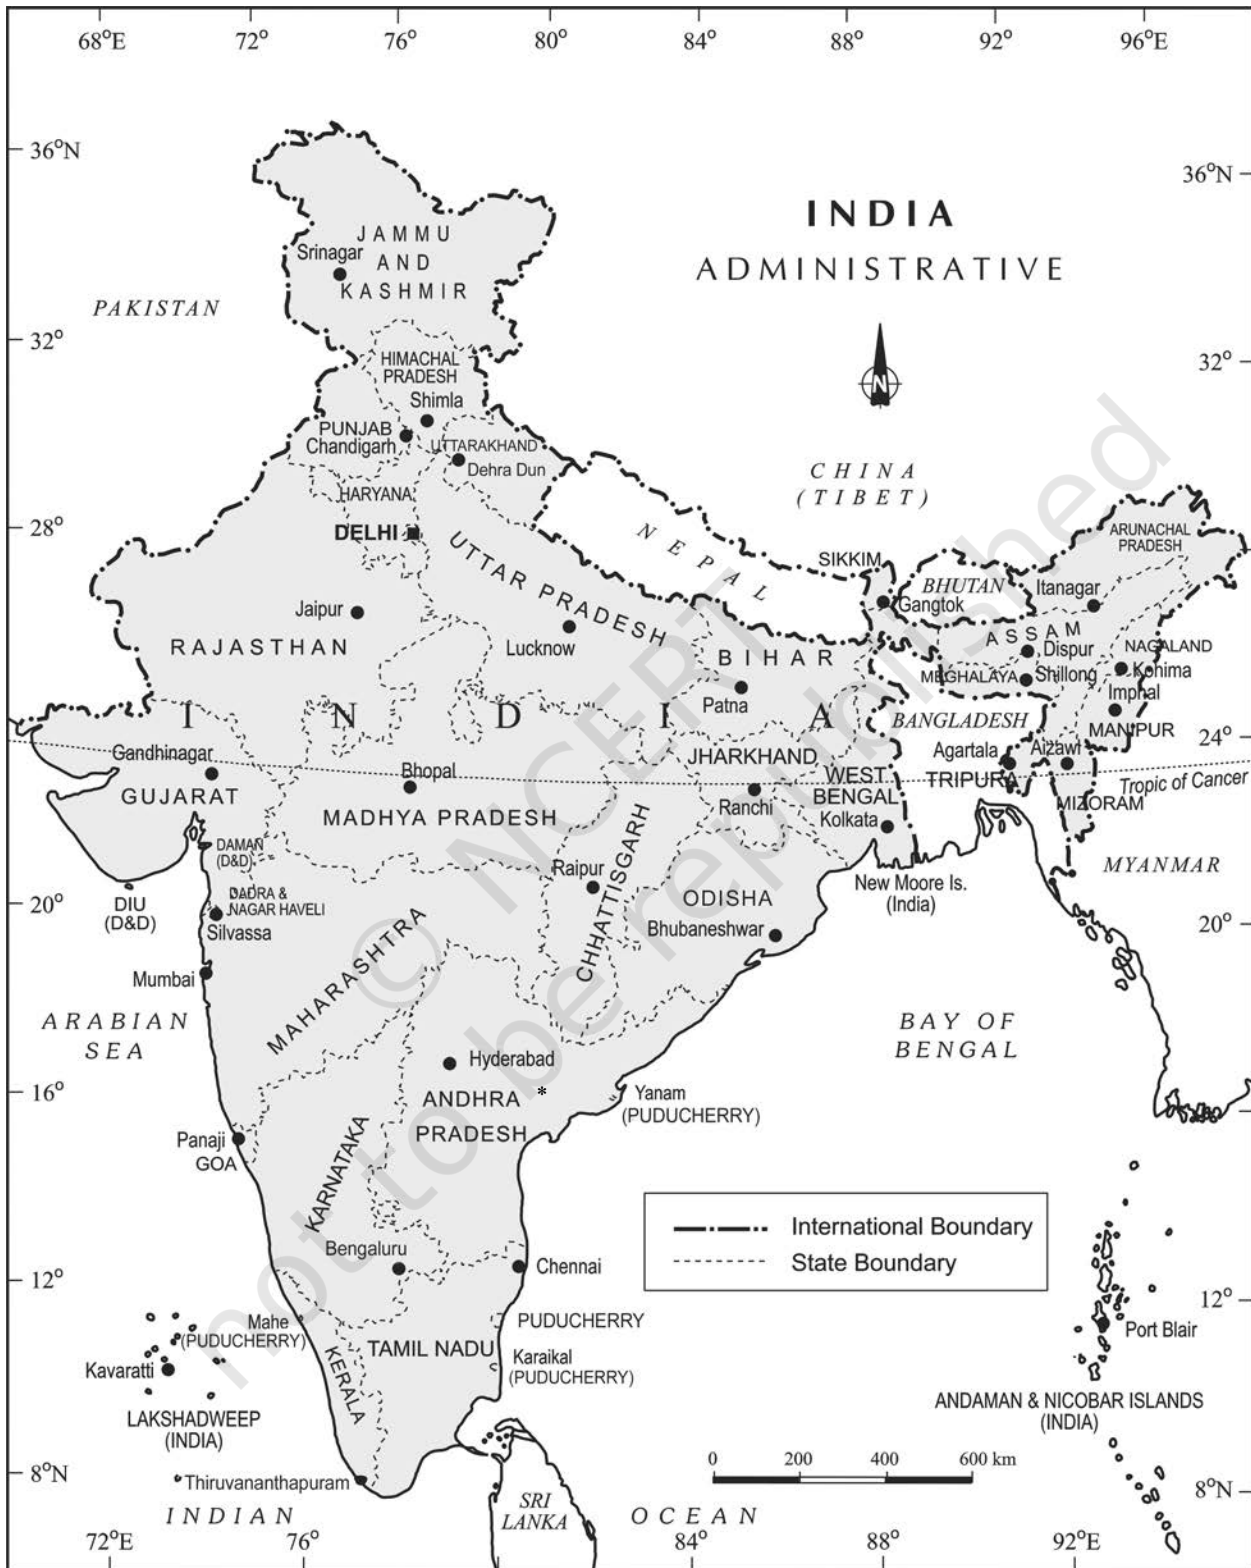 68°E 72° 76° 80° 84° 88° 92° 96°E
36°N
36°N
INDIA
ADMINISTRATIVE
JAMMU
AND
KASHMIR
Srinagar
PAKISTAN
32°
32°
HIMACHAL
PRADESH
Shimla
N
PUNJAB
Chandigarh
UTTARAKHAND
Dehra Dun
CHINA
(TIBET)
HARYANA
28°
DELHI
NEPAL
SIKKIM
ARUNACHAL
PRADESH
BHUTAN
Itanagar
Gangtok
UTTAR PRADESH
Jaipur
RAJASTHAN
Lucknow
BIHAR
Patna
ASSAM
Dispur
NAGALAND
MEGHALAYA
Shillong
Kohima
Imphal
MANIPUR
INDIA
BANGLADESH
24°
Gandhinagar
GUJARAT
Bhopal
MADHYA PRADESH
JHARKHAND
Ranchi
WEST
BENGAL
Kolkata
Agartala
TRIPURA
Aizawl
MIZORAM
Tropic of Cancer
MYANMAR
DAMAN
(D&D)
DIU
(D&D)
DADRA &
NAGAR HAVELI
Silvassa
20°
20°
Raipur
CHHATTISGARH
ODISHA
Bhubaneshwar
New Moore Is.
(India)
Mumbai
MAHARASHTRA
ARABIAN
SEA
BAY OF
BENGAL
Hyderabad
ANDHRA *
PRADESH
Yanam
(PUDUCHERRY)
16°
Panaji
GOA
KARNATAKA
Bengaluru
Chennai
International Boundary
State Boundary
12°
12°
Mahe
(PUDUCHERRY)
PUDUCHERRY
TAMIL NADU
KERALA
Karaikal
(PUDUCHERRY)
Kavaratti
LAKSHADWEEP
(INDIA)
Port Blair
ANDAMAN & NICOBAR ISLANDS
(INDIA)
0 200 400 600 km
8°N
8°N
Thiruvananthapuram
SRI
LANKA
INDIAN OCEAN
72°E 76° 84° 88° 92°E
© NCERT
not to be republished